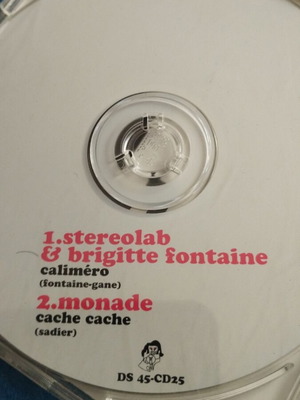 1.stereolab
& brigitte fontaine
caliméro
(fontaine-gane)
2.monade
cache cache
(sadier)
DS 45-CD25